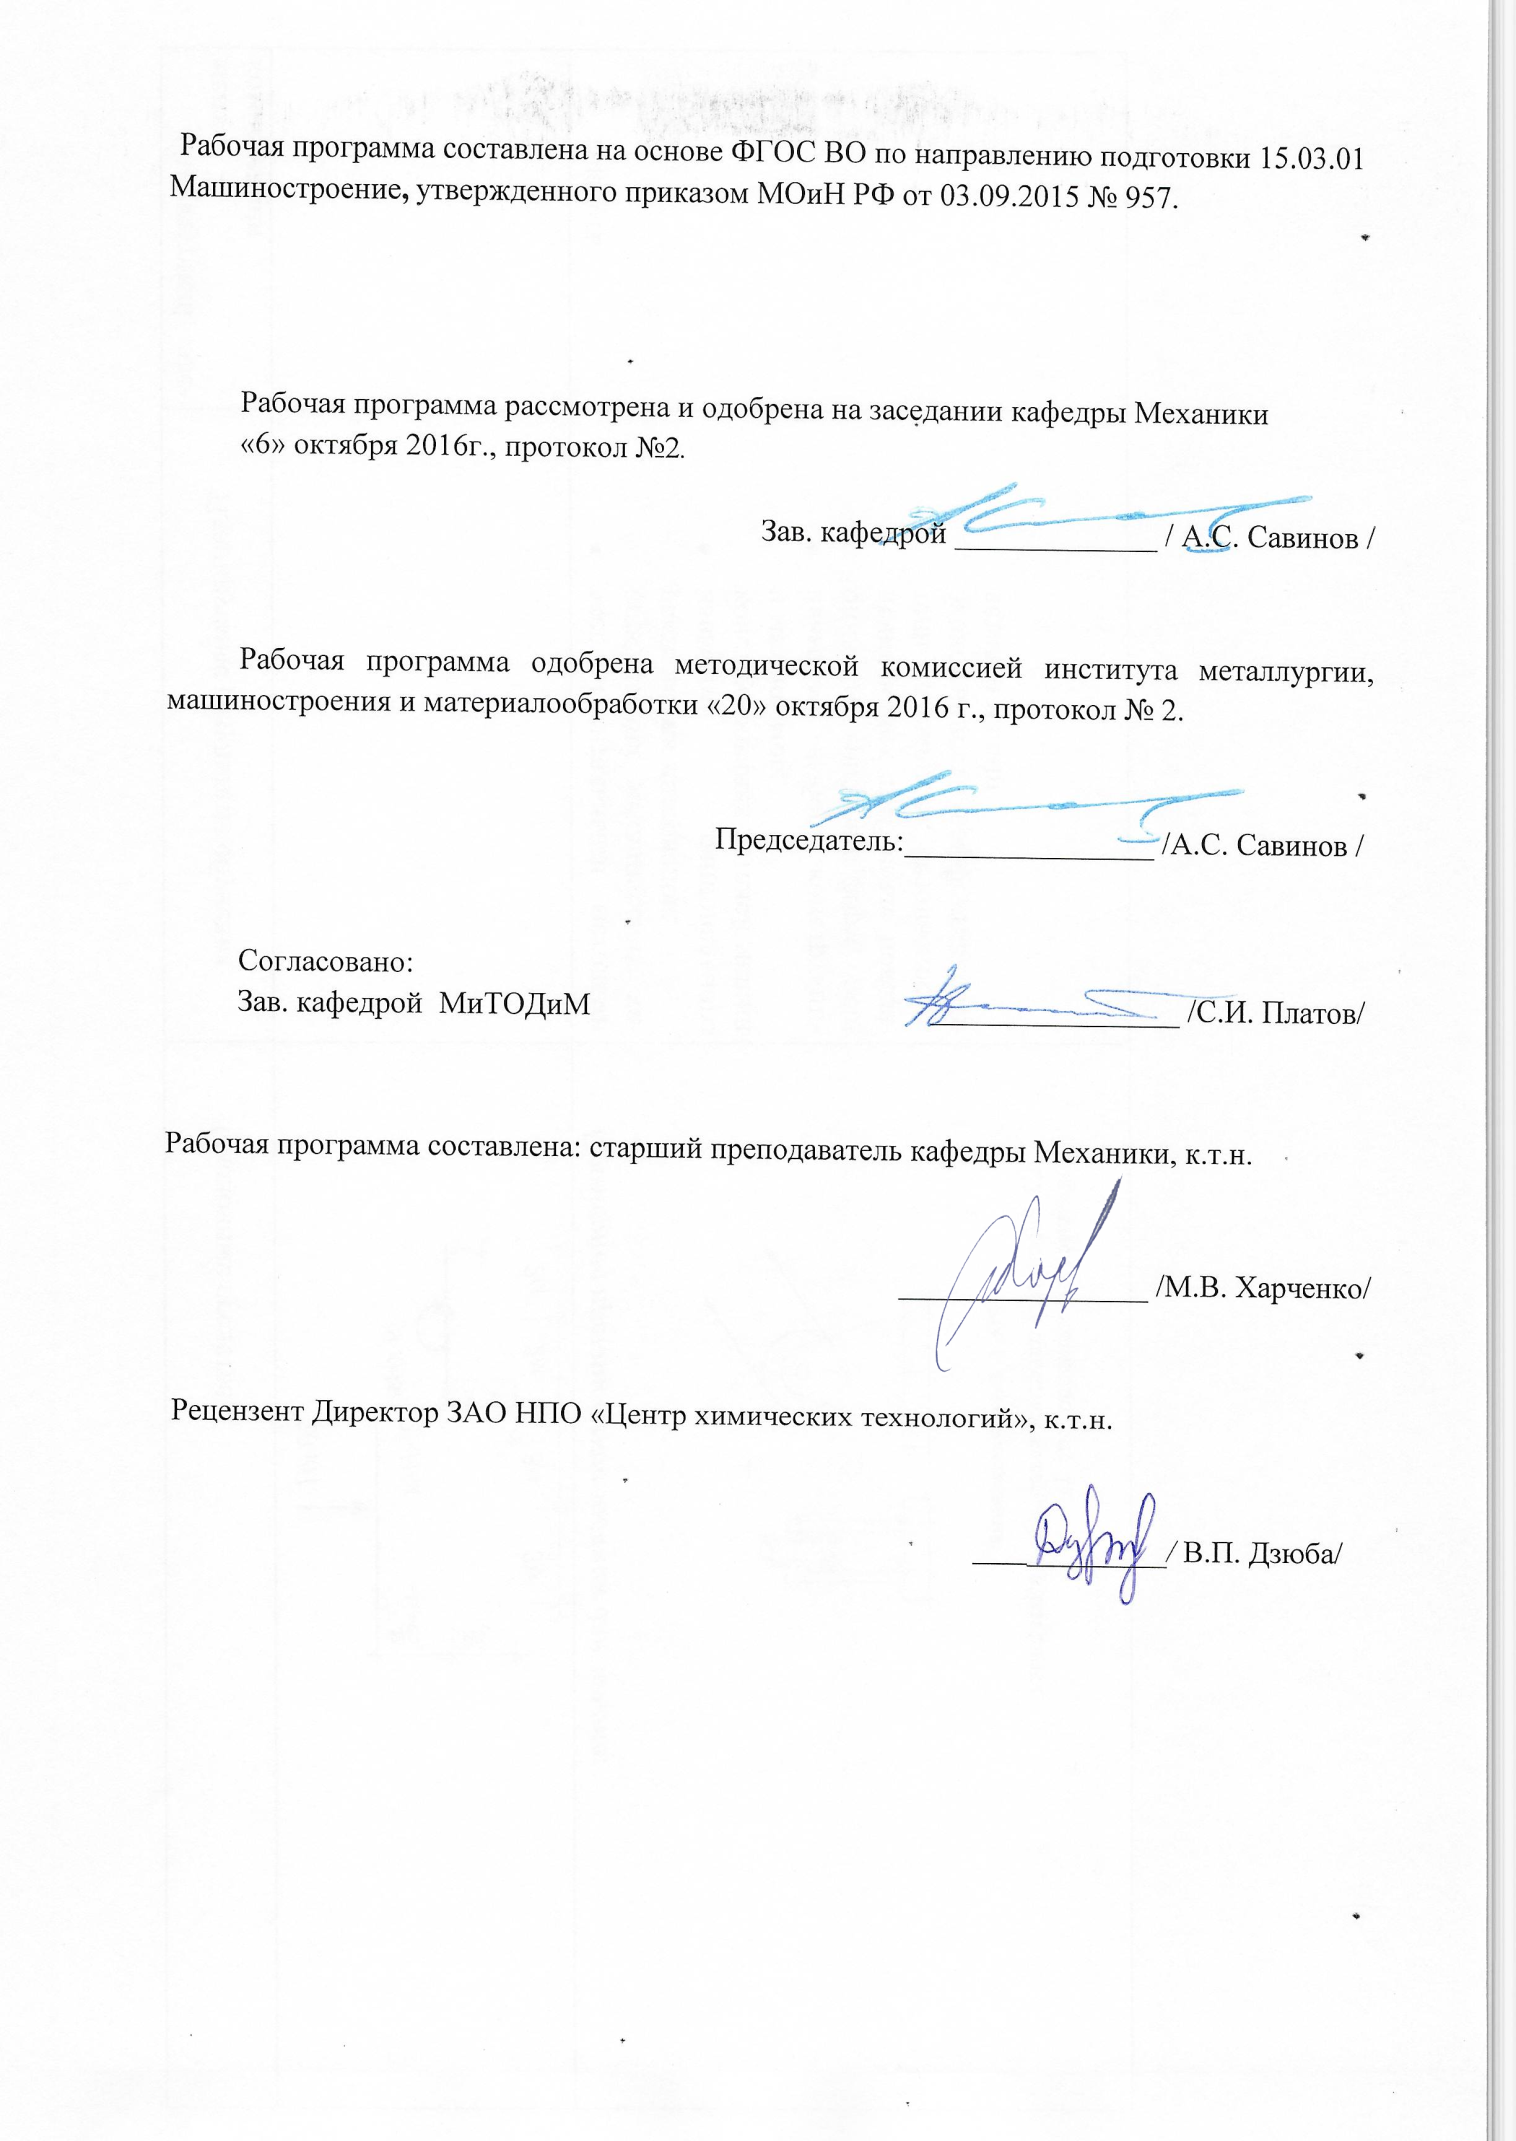 Рабочая программа составлена на основе ФГОС ВО по направлению подготовки 15.03.01
Машиностроение, утвержденного приказом МОиН РФ от 03.09.2015 № 957.
Рабочая программа рассмотрена и одобрена на заседании кафедры Механики
«6» октября 2016г., протокол №2.
Зав. кафедрой ______________ / А.С. Савинов /
Рабочая программа одобрена методической комиссией института металлургии,
машиностроения и материалообработки «20» октября 2016 г., протокол № 2.
Председатель:_________________ /А.С. Савинов /
Согласовано:
Зав. кафедрой МиТОДиМ _________________ /С.И. Платов/
Рабочая программа составлена: старший преподаватель кафедры Механики, к.т.н.
_________________ /М.В. Харченко/
Рецензент Директор ЗАО НПО «Центр химических технологий», к.т.н.
_____________/ В.П. Дзюба/